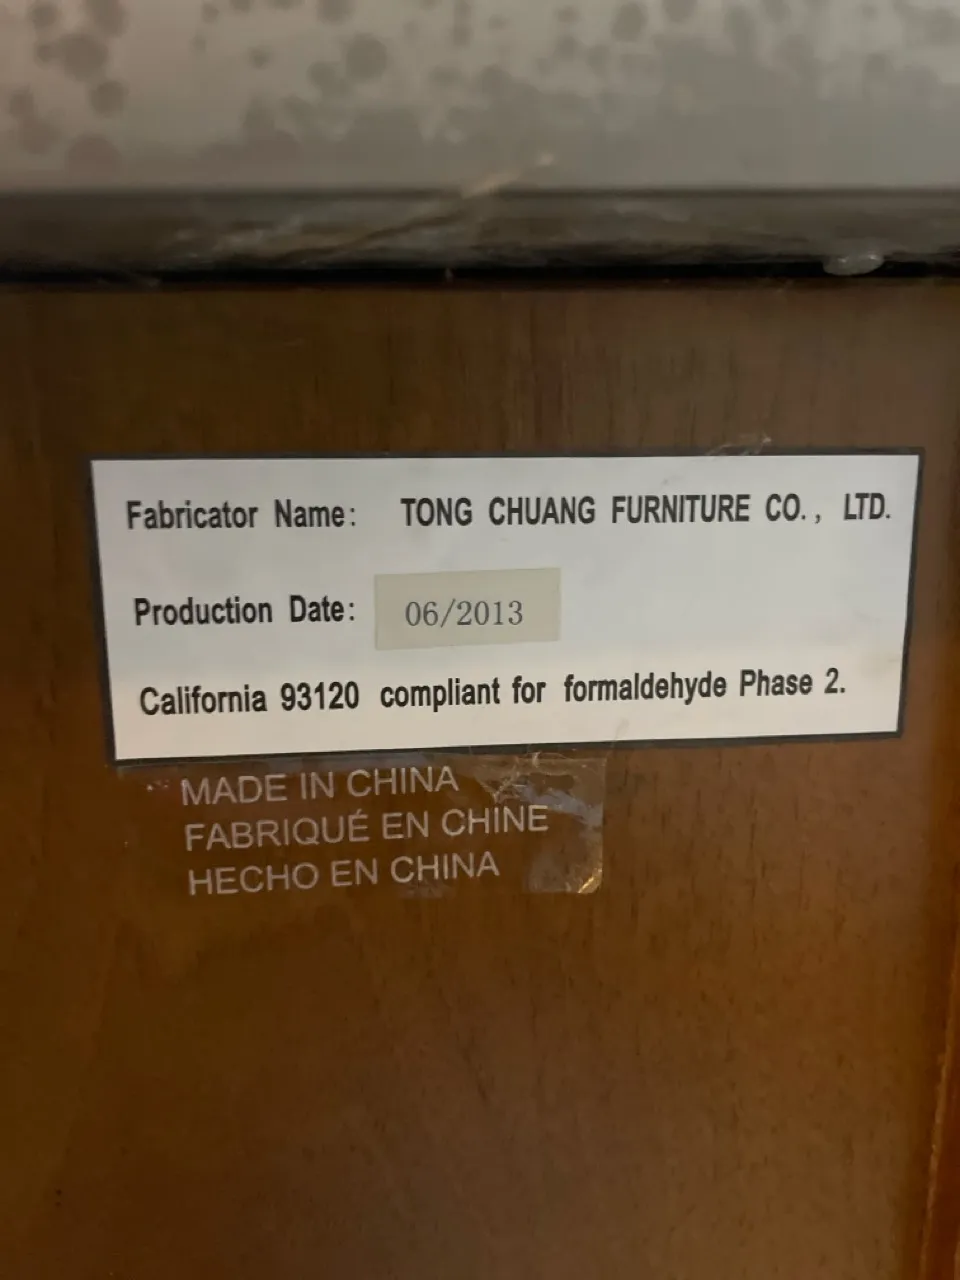 Fabricator Name: TONG CHUANG FURNITURE CO., LTD.
Production Date: 06/2013
California 93120 compliant for formaldehyde Phase 2.
MADE IN CHINA
FABRIQUÉ EN CHINE
HECHO EN CHINA